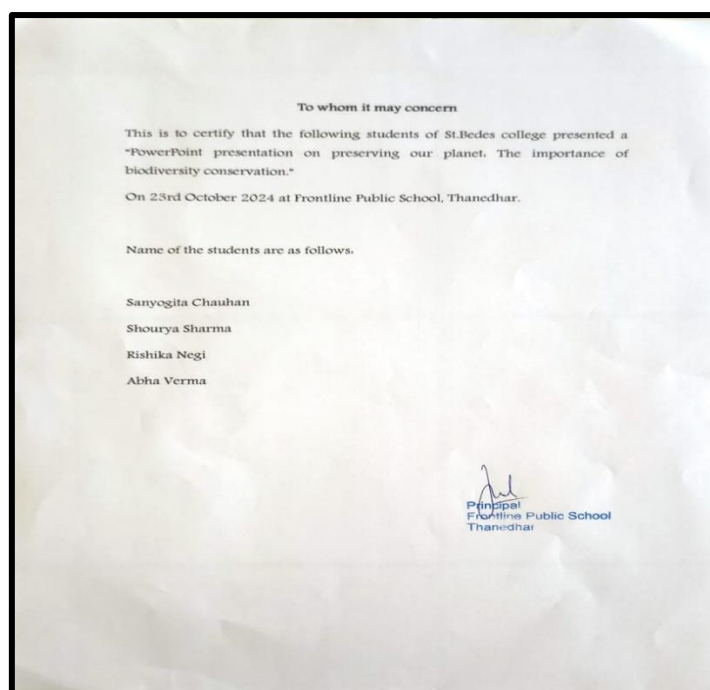 To whom it may concern
This is to certify that the following students of St.Bedes college presented a
"PowerPoint presentation on preserving our planet. The importance of
biodiversity conservation."
On 23rd October 2024 at Frontline Public School, Thanedhar.
Name of the students are as follows.
Sanyogita Chauhan
Shourya Sharma
Rishika Negi
Abha Verma
Principal
Frontline Public School
Thanedhar